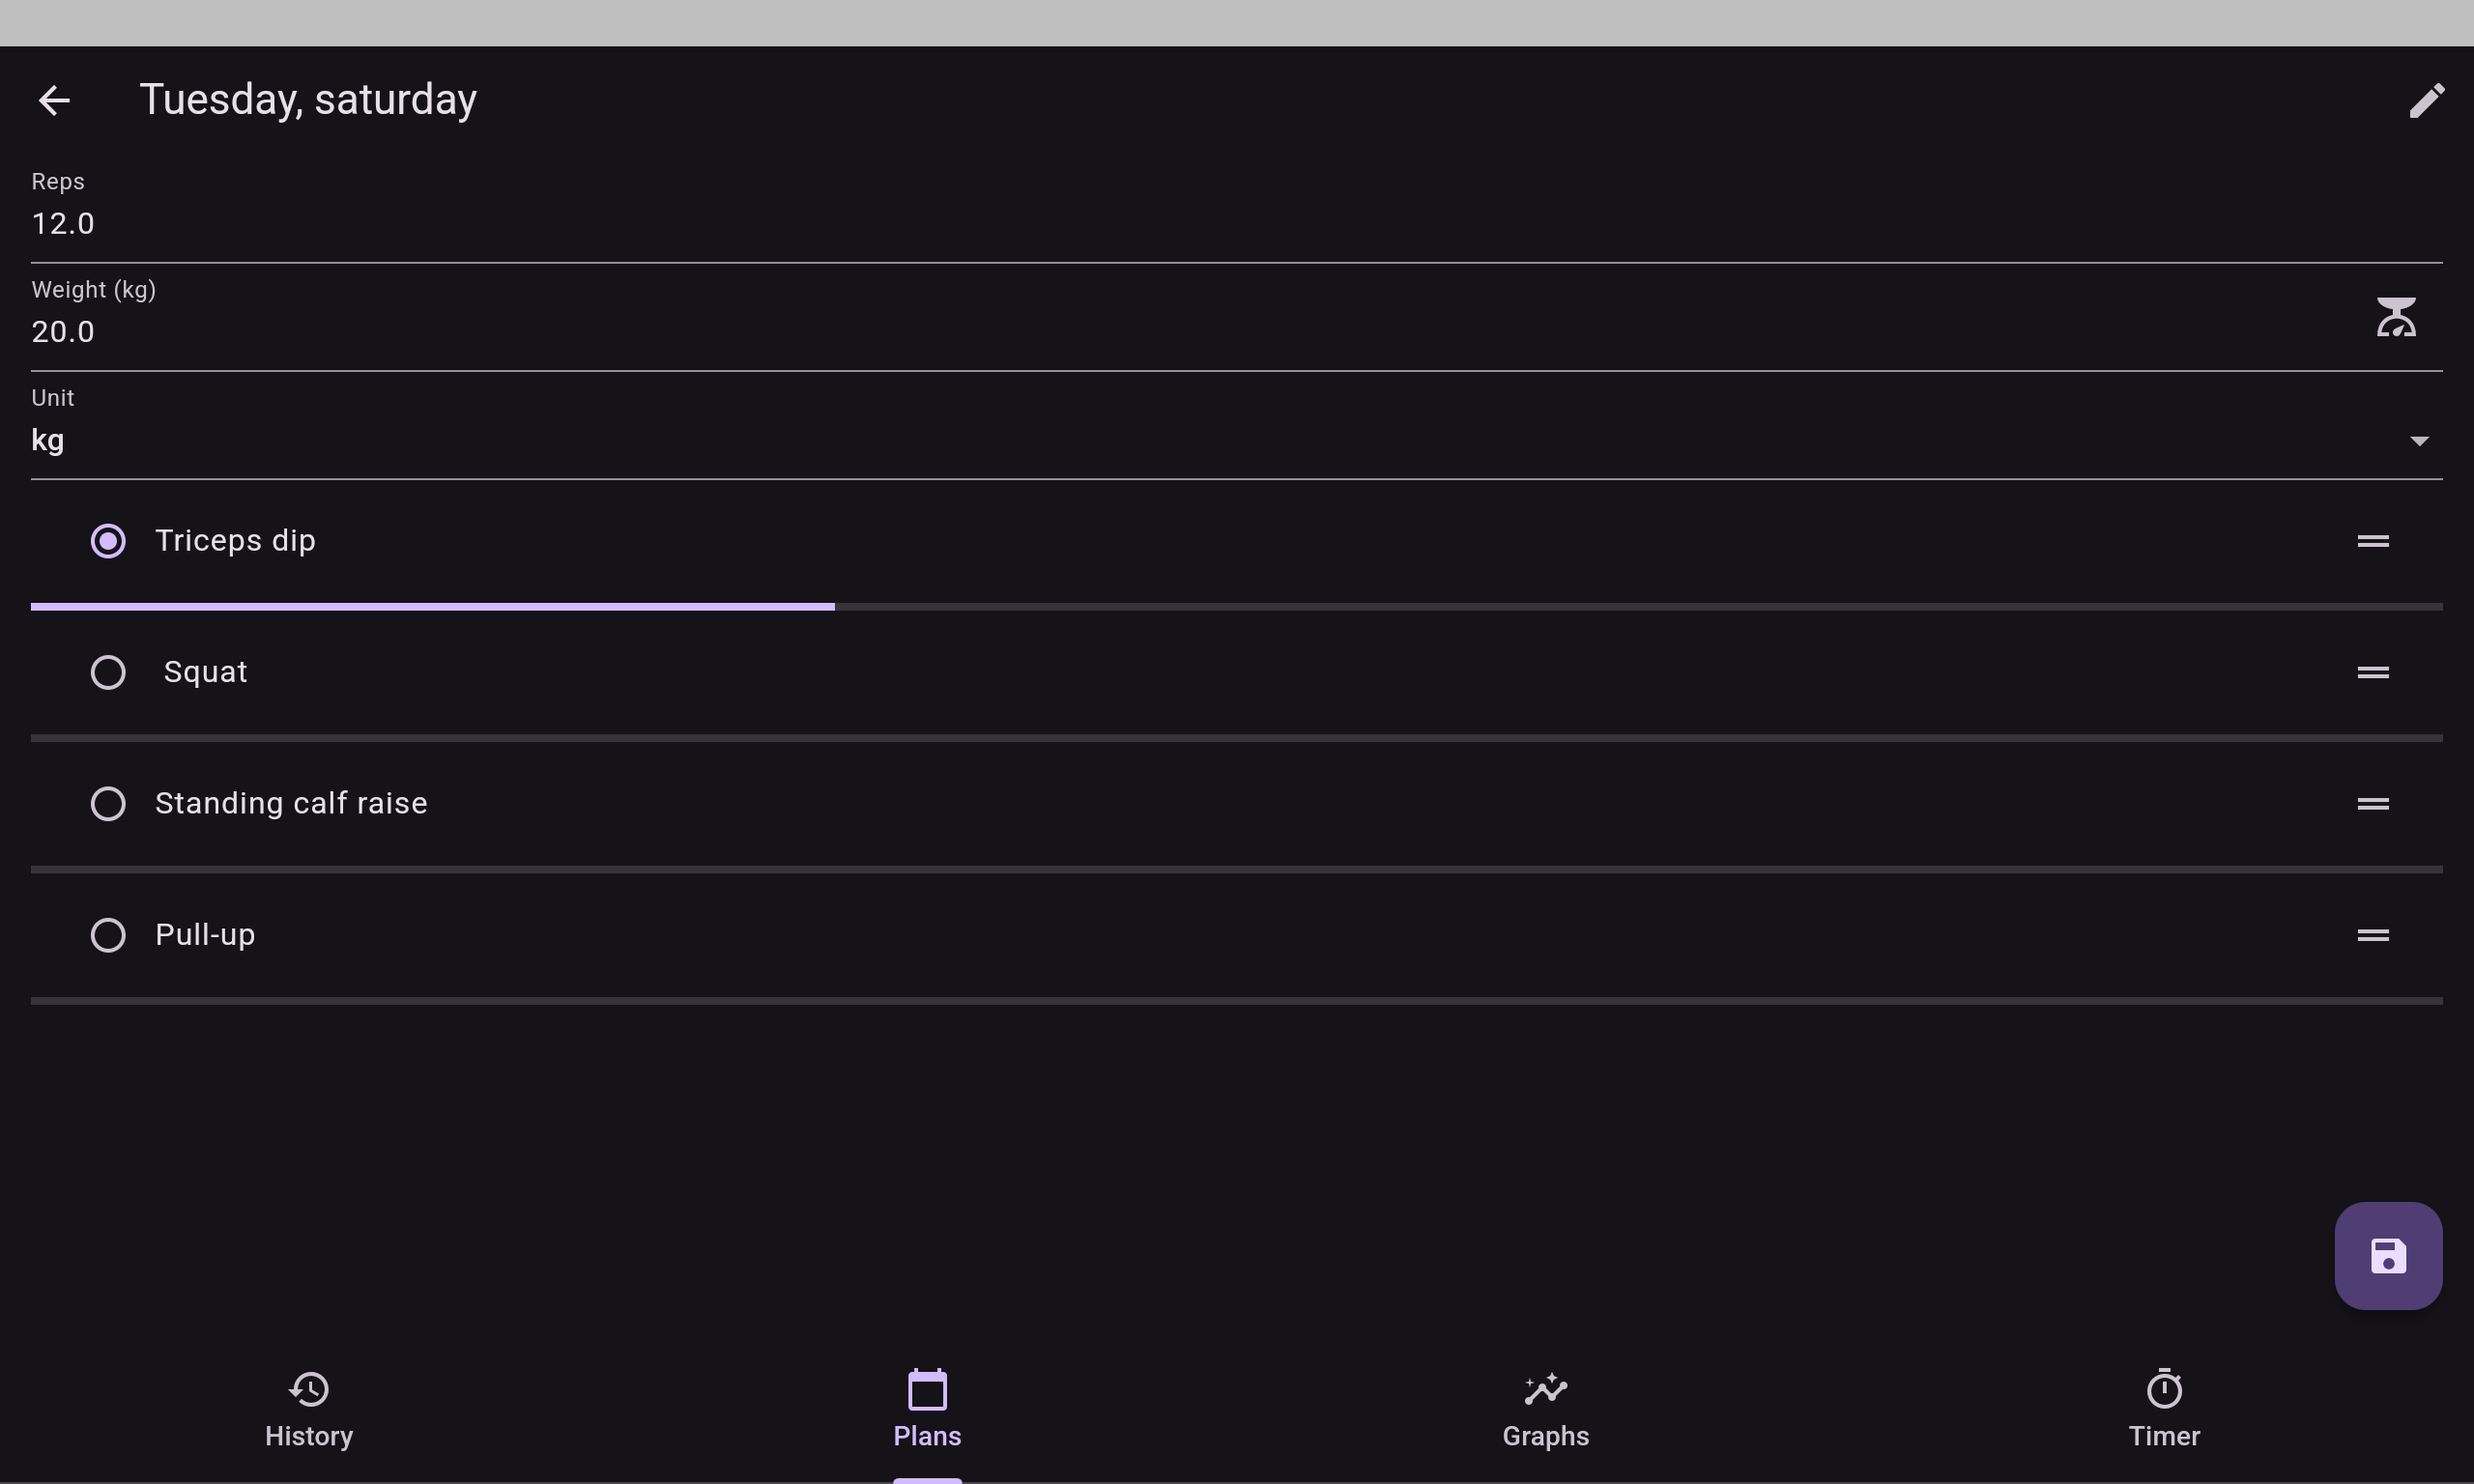 Tuesday, saturday
Reps
12.0
Weight (kg)
20.0
Unit
kg
Triceps dip
Squat
Standing calf raise
Pull-up
History
Plans
Graphs
Timer